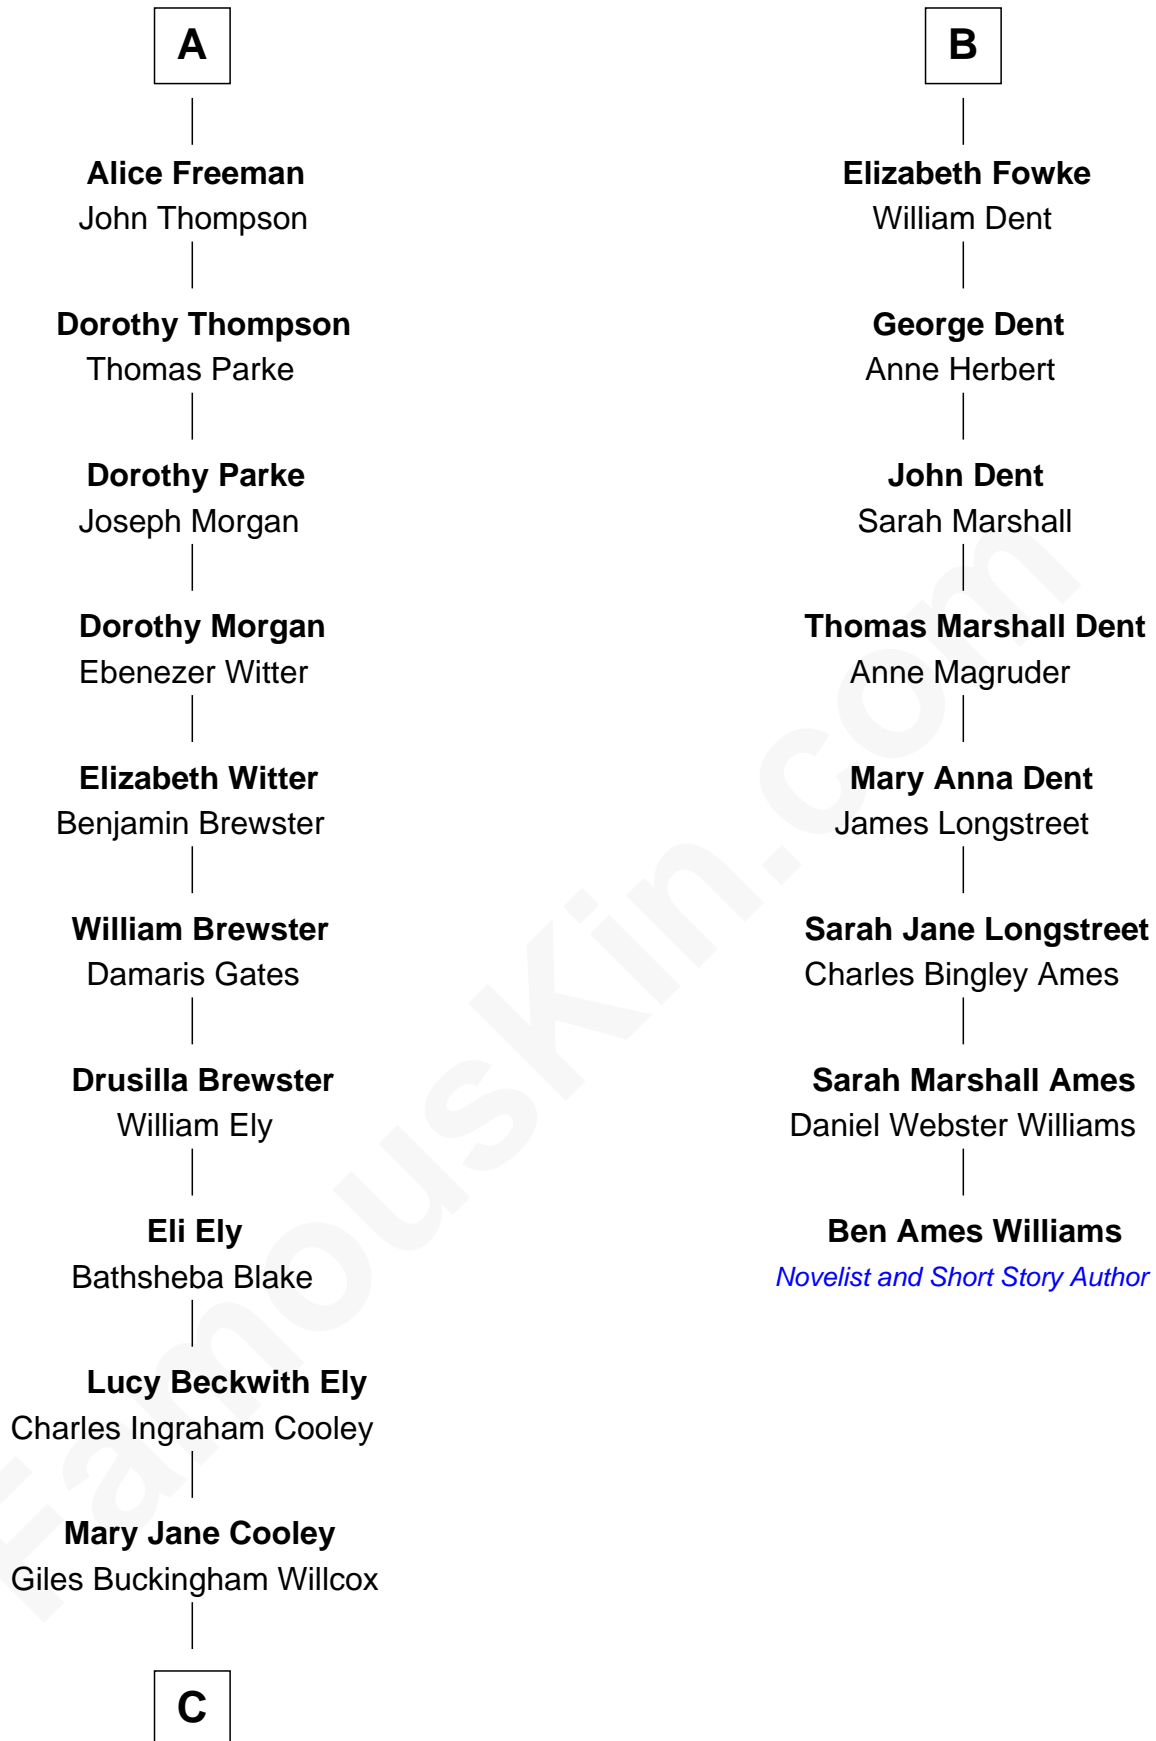 A
Alice Freeman
John Thompson
Dorothy Thompson
Thomas Parke
Dorothy Parke
Joseph Morgan
Dorothy Morgan
Ebenezer Witter
Elizabeth Witter
Benjamin Brewster
William Brewster
Damaris Gates
Drusilla Brewster
William Ely
Eli Ely
Bathsheba Blake
Lucy Beckwith Ely
Charles Ingraham Cooley
Mary Jane Cooley
Giles Buckingham Willcox
C
B
Elizabeth Fowke
William Dent
George Dent
Anne Herbert
John Dent
Sarah Marshall
Thomas Marshall Dent
Anne Magruder
Mary Anna Dent
James Longstreet
Sarah Jane Longstreet
Charles Bingley Ames
Sarah Marshall Ames
Daniel Webster Williams
Ben Ames Williams
Novelist and Short Story Author
FamousKin.com